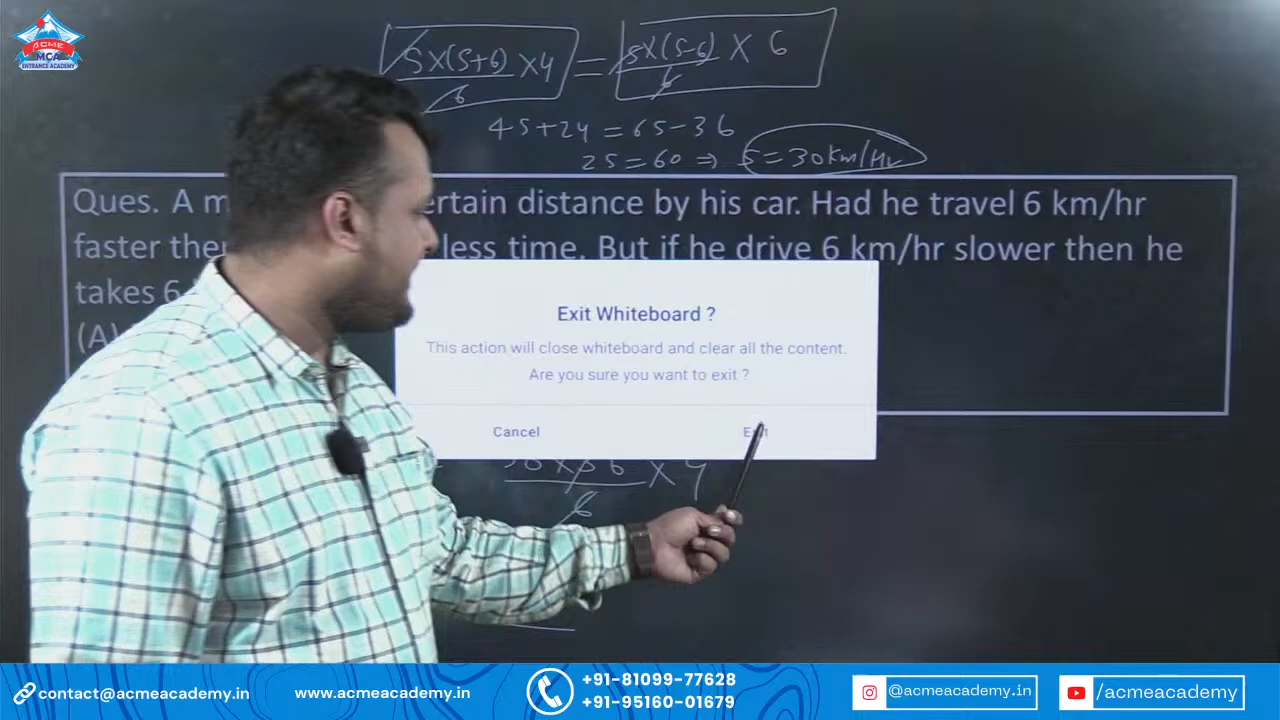 ACME
MCA
ENTRANCE ACADEMY
S×(S+6)/6 ×4 = S×(S-6)/6 × 6
4S+24 = 6S-36
2S=60 ⇒ S=30km/Hr
Ques. A m ertain distance by his car. Had he travel 6 km/hr
faster the less time. But if he drive 6 km/hr slower then he
takes 6
(A)
Exit Whiteboard ?
This action will close whiteboard and clear all the content.
Are you sure you want to exit ?
Cancel Exit
× 4
6
contact@acmeacademy.in www.acmeacademy.in +91-81099-77628
+91-95160-01679
@acmeacademy.in /acmeacademy